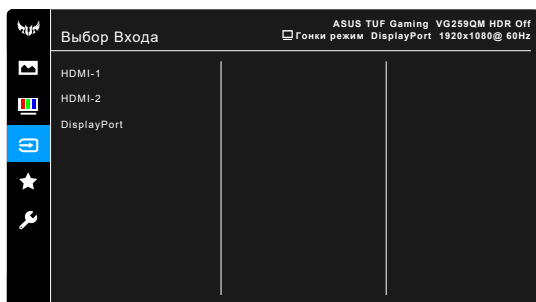 ASUS TUF Gaming VG259QM HDR Off
Выбор Входа
Гонки режим DisplayPort 1920x1080@ 60Hz
HDMI-1
HDMI-2
DisplayPort